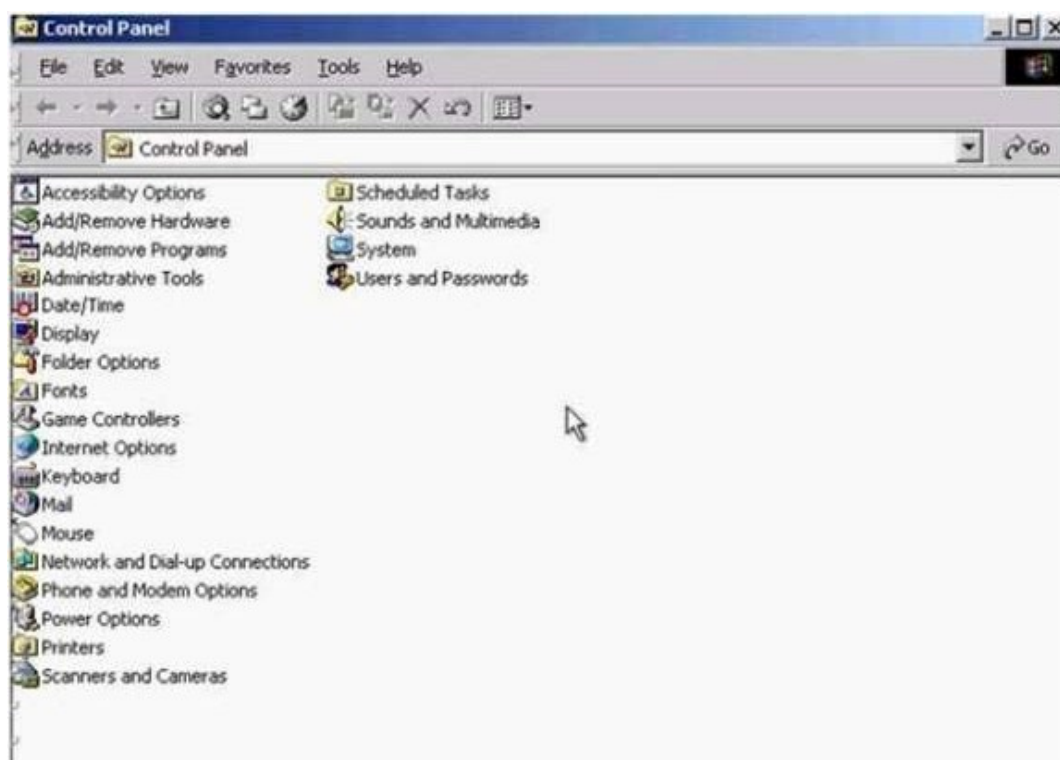 Control Panel
File Edit View Favorites Tools Help
Address Control Panel Go
Accessibility Options
Add/Remove Hardware
Add/Remove Programs
Administrative Tools
Date/Time
Display
Folder Options
Fonts
Game Controllers
Internet Options
Keyboard
Mail
Mouse
Network and Dial-up Connections
Phone and Modem Options
Power Options
Printers
Scanners and Cameras
Scheduled Tasks
Sounds and Multimedia
System
Users and Passwords